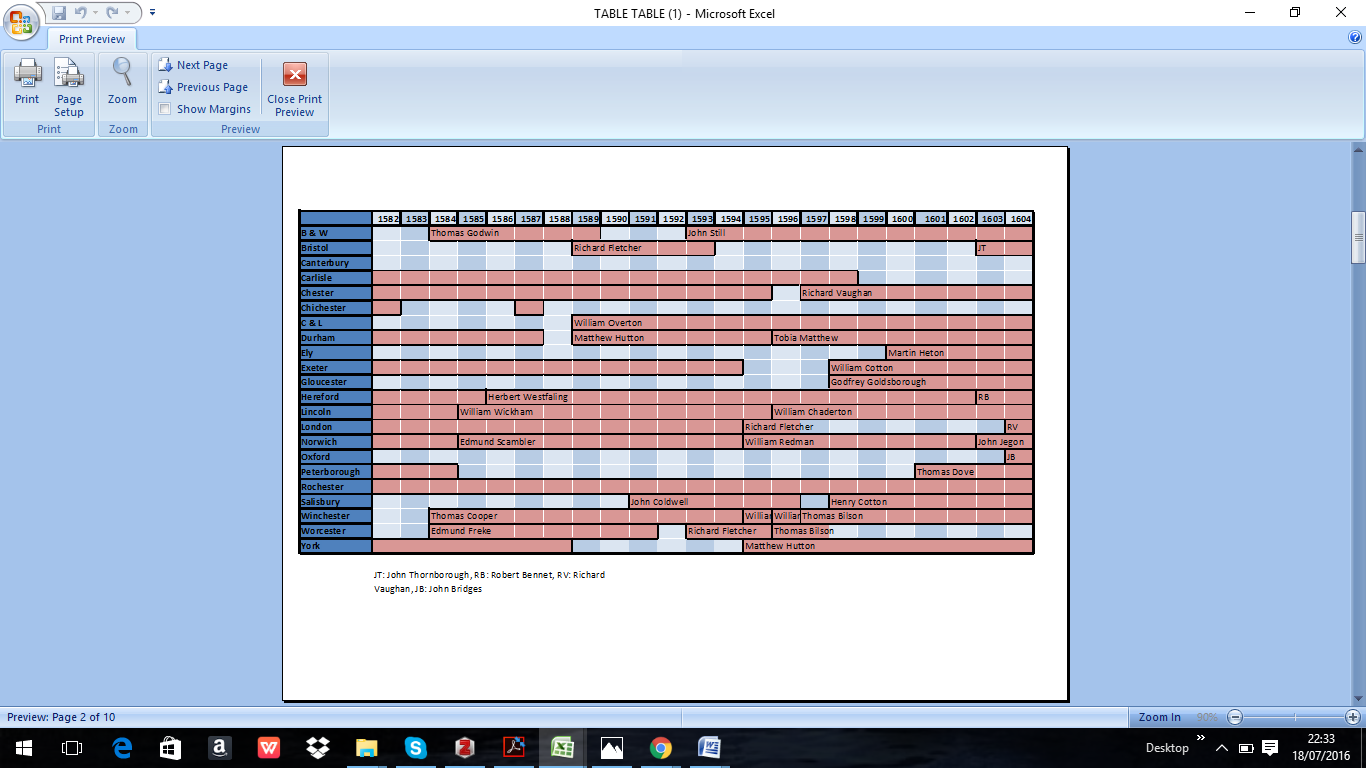 TABLE TABLE (1) - Microsoft Excel
Print Preview
Print
Page Setup
Zoom
Next Page
Previous Page
Show Margins
Close Print Preview
Print
Zoom
Preview
1582 1583 1584 1585 1586 1587 1588 1589 1590 1591 1592 1593 1594 1595 1596 1597 1598 1599 1600 1601 1602 1603 1604
B & W Thomas Godwin John Still
Bristol Richard Fletcher JT
Canterbury
Carlisle
Chester Richard Vaughan
Chichester
C & L William Overton
Durham Matthew Hutton Tobia Matthew
Ely Martin Heton
Exeter William Cotton
Gloucester Godfrey Goldsborough
Hereford Herbert Westfaling RB
Lincoln William Wickham William Chaderton
London Richard Fletcher RV
Norwich Edmund Scambler William Redman John Jegon
Oxford JB
Peterborough Thomas Dove
Rochester
Salisbury John Coldwell Henry Cotton
Winchester Thomas Cooper Willia Willia Thomas Bilson
Worcester Edmund Freke Richard Fletcher Thomas Bilson
York Matthew Hutton
JT: John Thornborough, RB: Robert Bennet, RV: Richard
Vaughan, JB: John Bridges
Preview: Page 2 of 10
Zoom In 90%
Desktop
22:33
18/07/2016